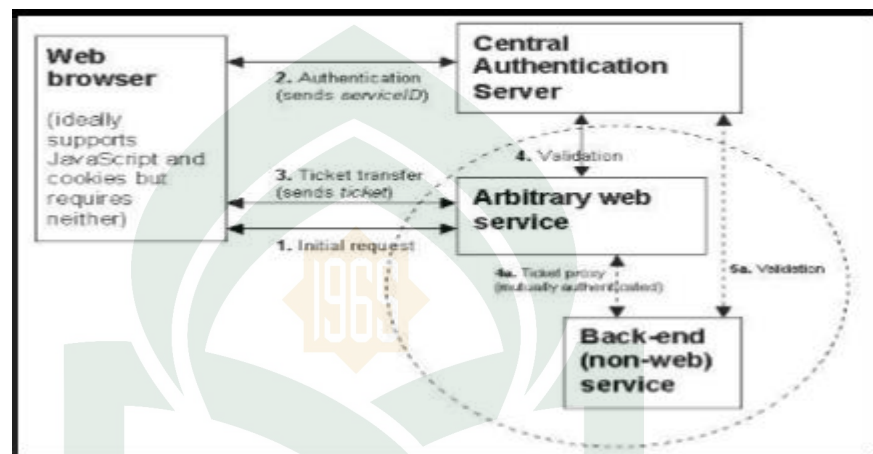 Web
browser
(ideally
supports
JavaScript and
cookies but
requires
neither)
Central
Authentication
Server
2. Authentication
(sends serviceID)
4. Validation
3. Ticket transfer
(sends ticket)
Arbitrary web
service
1. Initial request
4a. Ticket proxy
(mutually authenticated)
5a. Validation
Back-end
(non-web)
service
1965